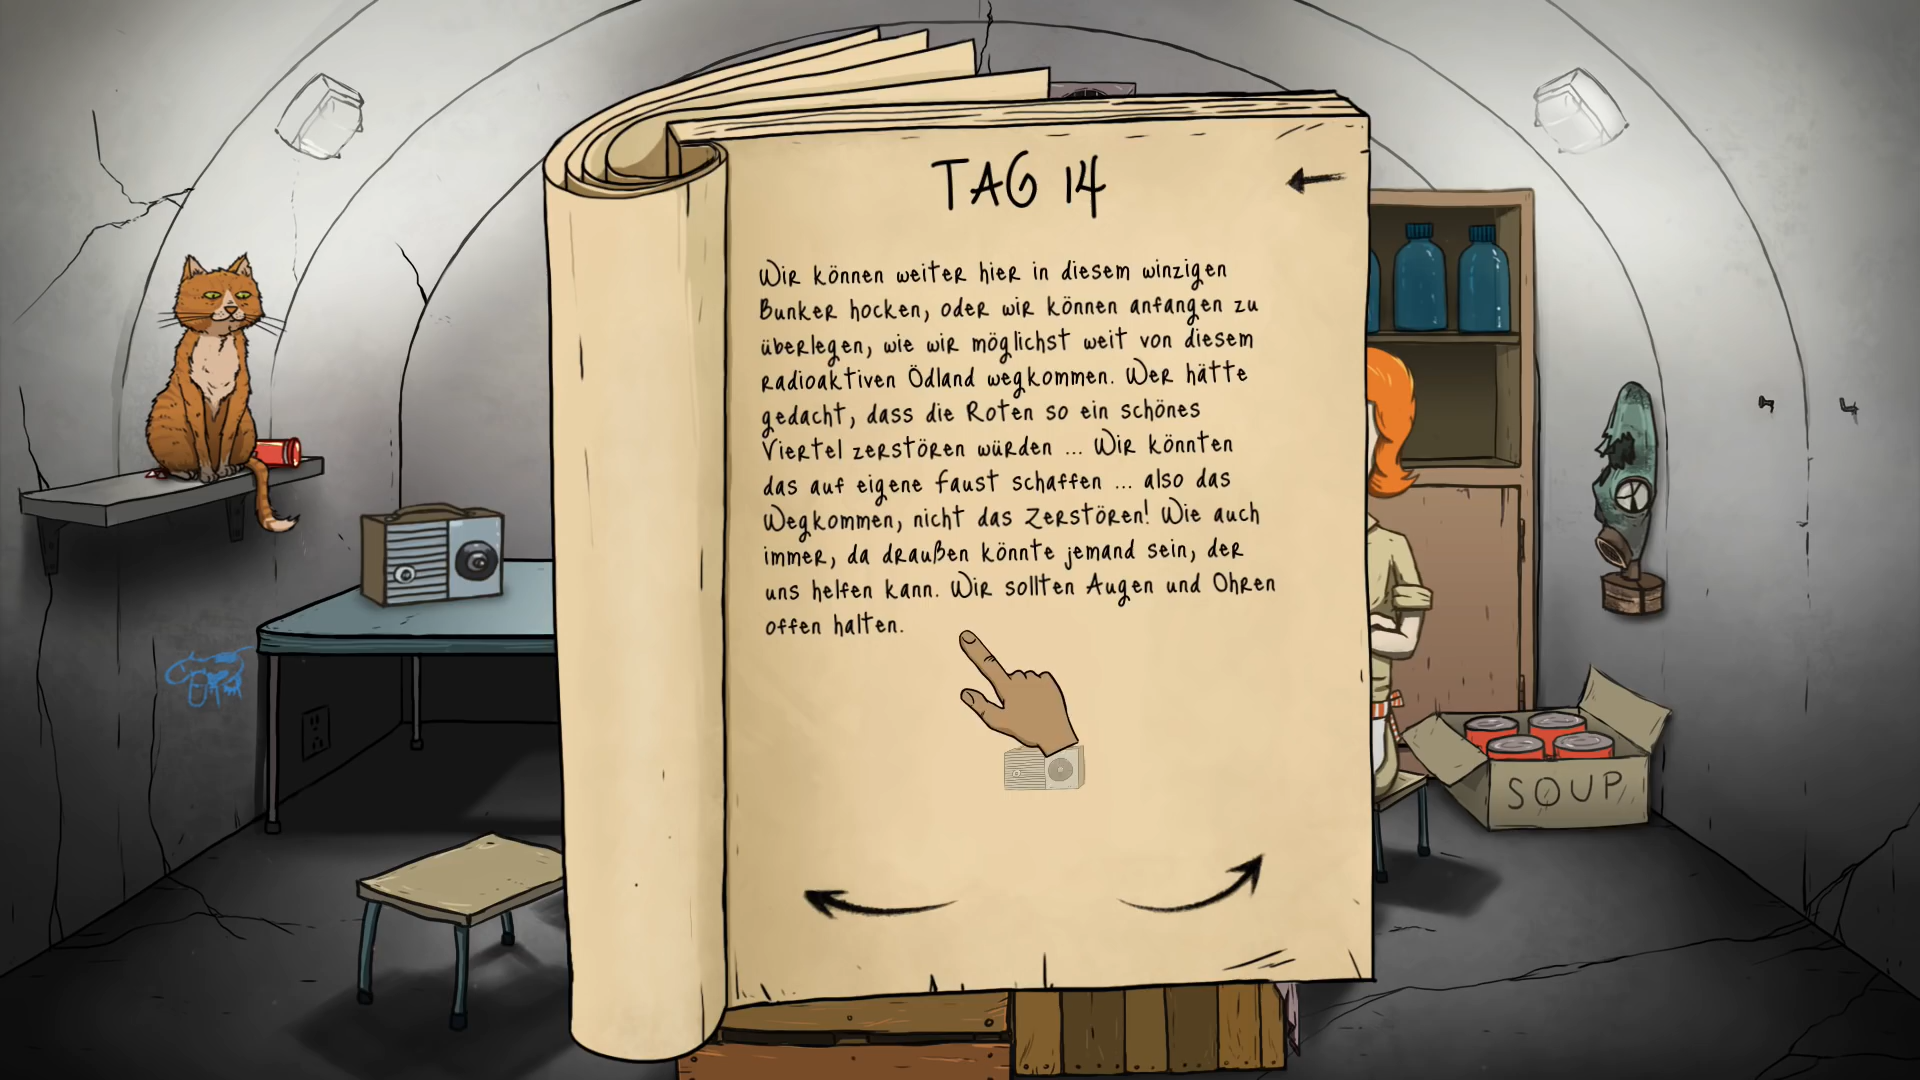 TAG 14
Wir können weiter hier in diesem winzigen
Bunker hocken, oder wir können anfangen zu
überlegen, wie wir möglichst weit von diesem
radioaktiven Ödland wegkommen. Wer hätte
gedacht, dass die Roten so ein schönes
Viertel zerstören würden ... Wir könnten
das auf eigene Faust schaffen ... also das
Wegkommen, nicht das Zerstören! Wie auch
immer, da draußen könnte jemand sein, der
uns helfen kann. Wir sollten Augen und Ohren
offen halten.
SOUP